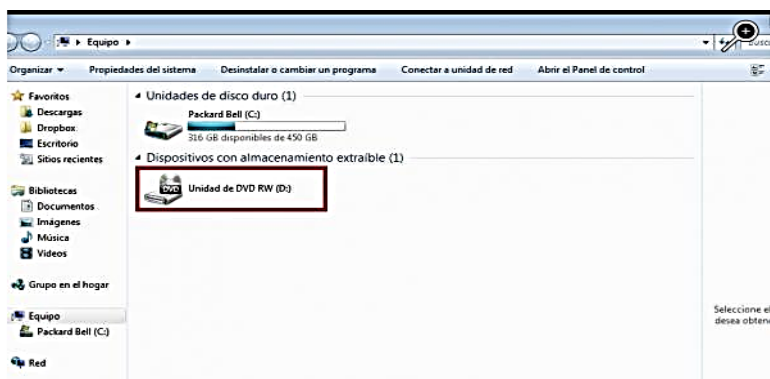 Equipo
Organizar Propiedades del sistema Desinstalar o cambiar un programa Conectar a unidad de red Abrir el Panel de control
Favoritos
Descargas
Dropbox
Escritorio
Sitios recientes
Bibliotecas
Documentos
Imágenes
Música
Videos
Grupo en el hogar
Equipo
Packard Bell (C:)
Red
Unidades de disco duro (1)
Packard Bell (C:)
316 GB disponibles de 450 GB
Dispositivos con almacenamiento extraíble (1)
DVD
Unidad de DVD RW (D:)
Seleccione el
desea obten